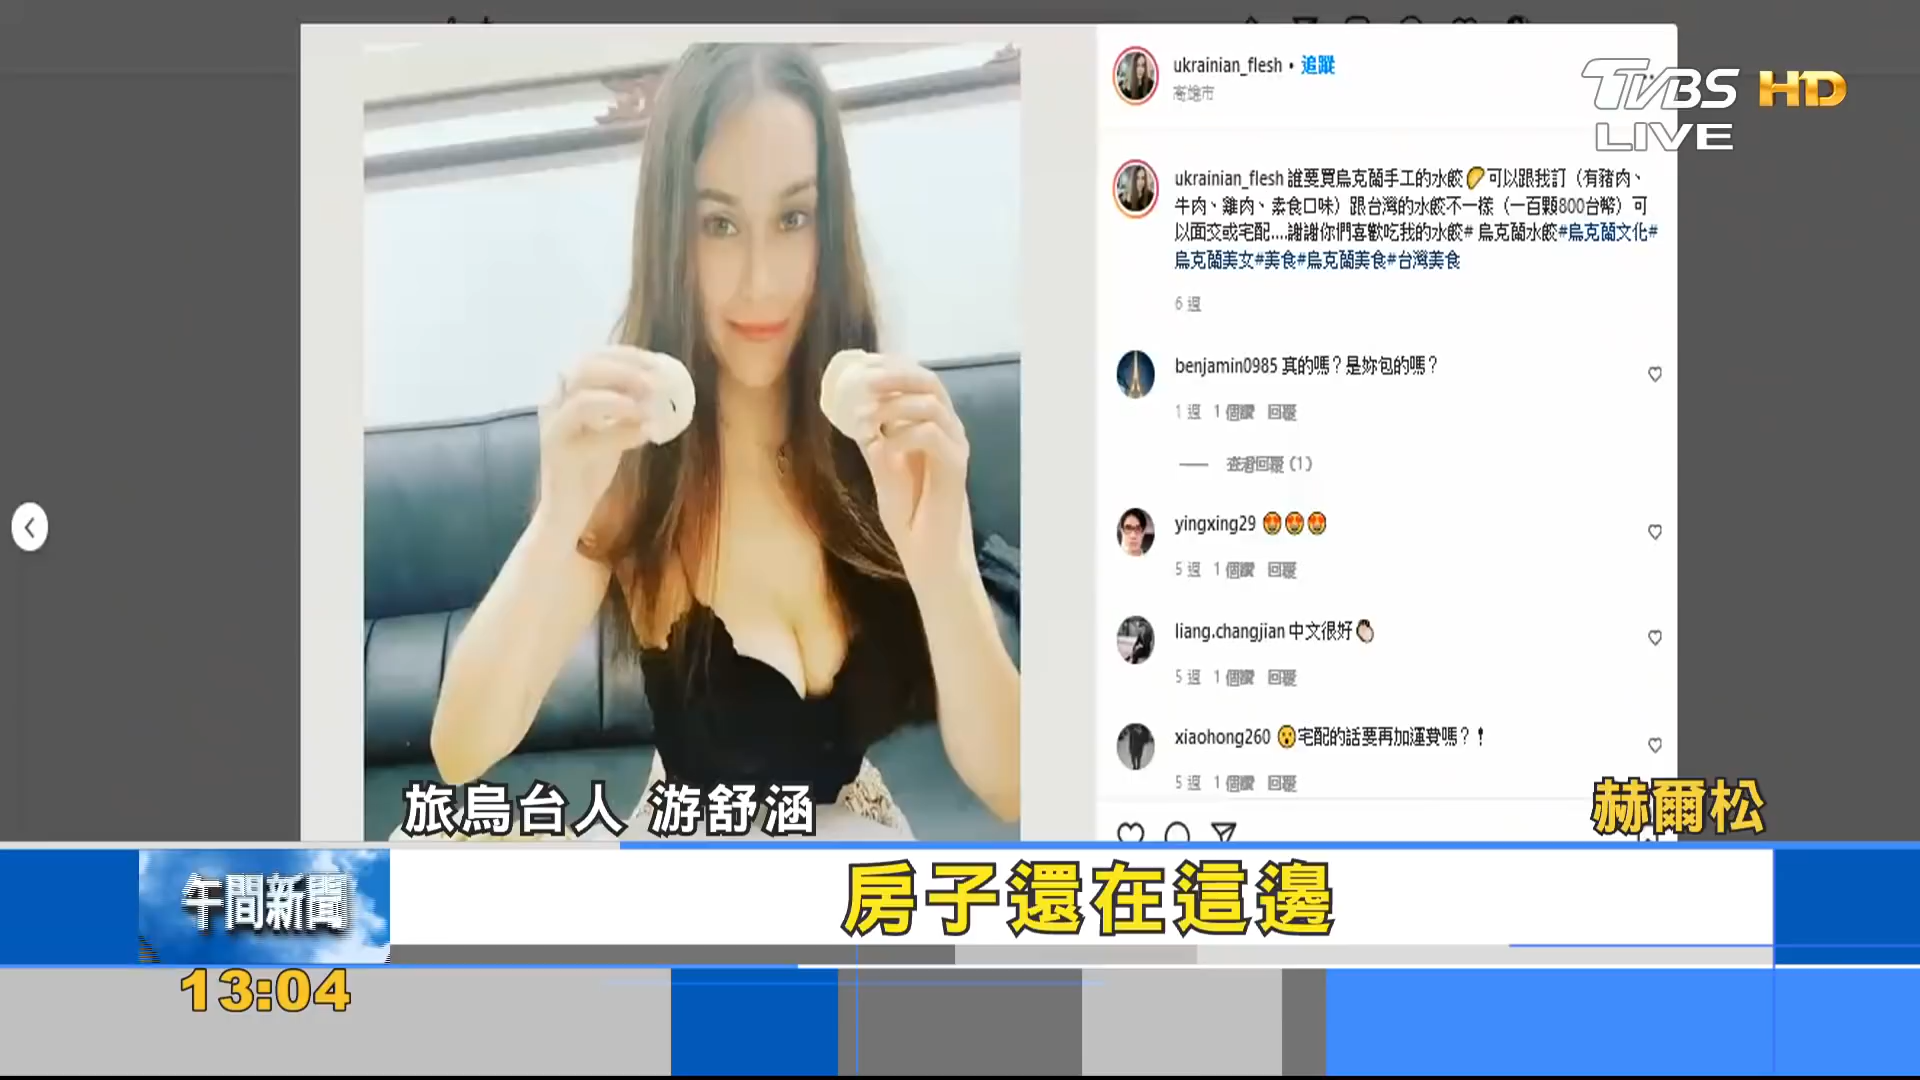 ukrainian_flesh • 追蹤
高雄市
TVBS HD
LIVE
ukrainian_flesh 誰要買烏克蘭手工的水餃🥟可以跟我訂（有豬肉、
牛肉、雞肉、素食口味）跟台灣的水餃不一樣（一百顆800台幣）可
以面交或宅配....謝謝你們喜歡吃我的水餃# 烏克蘭水餃#烏克蘭文化#
烏克蘭美女#美食#烏克蘭美食#台灣美食
6 週
benjamin0985 真的嗎？是妳包的嗎？
1 週 1 個讚 回覆
查看回覆 (1)
yingxing29 😍😍😍
5 週 1 個讚 回覆
liang.changjian 中文很好👏🏻
5 週 1 個讚 回覆
xiaohong260 😮宅配的話要再加運費嗎？！
5 週 1 個讚 回覆
旅烏台人 游舒涵
赫爾松
午間新聞
房子還在這邊
13:04